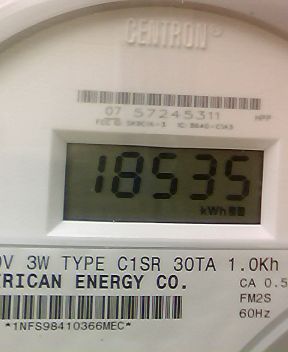 CENTRON®
07 57245311 HPP
18535
kWh
V 3W TYPE C1SR 30TA 1.0Kh
RICAN ENERGY CO. CA 0.5
FM2S
*1NFS98410366MEC* 60Hz